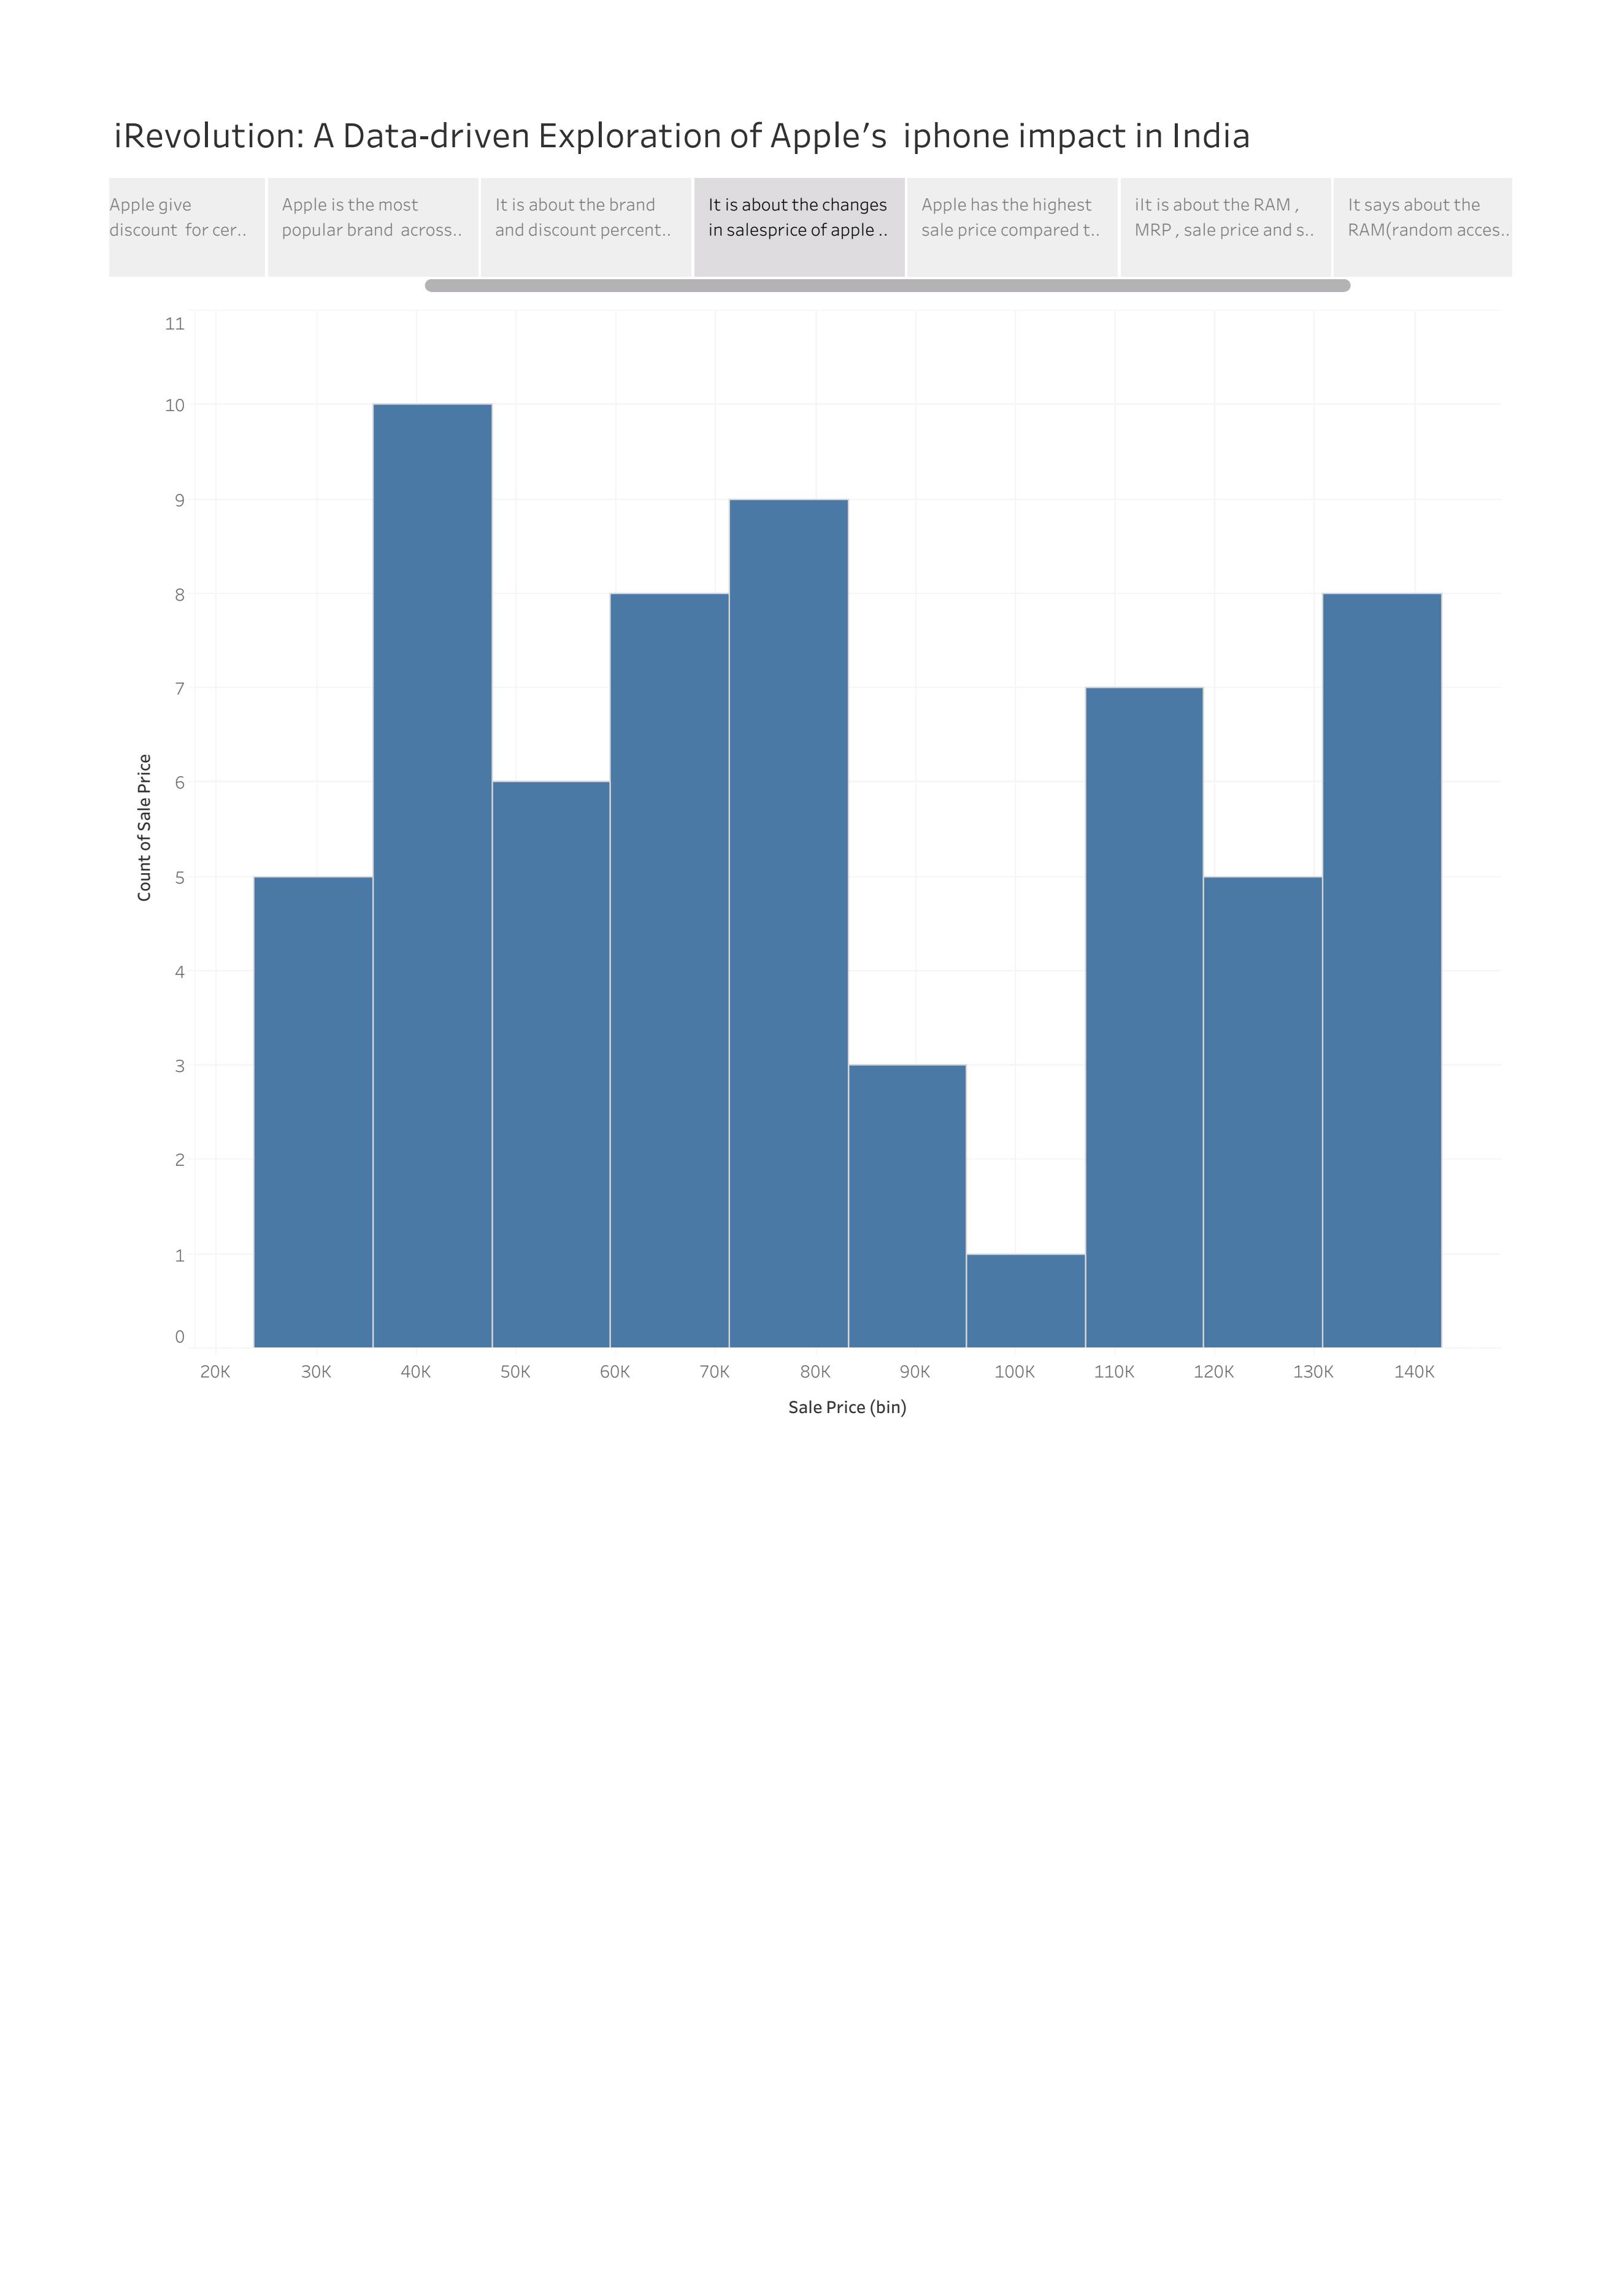 iRevolution: A Data-driven Exploration of Apple’s  iphone impact in India
Apple give
discount  for cer..
Apple is the most
popular brand  across..
It is about the brand
and discount percent..
It is about the changes
in salesprice of apple ..
Apple has the highest
sale price compared t..
iIt is about the RAM ,
MRP , sale price and s..
It says about the
RAM(random acces..
11
10
9
8
7
6
5
4
3
2
1
0
Count of Sale Price
20K 30K 40K 50K 60K 70K 80K 90K 100K 110K 120K 130K 140K
Sale Price (bin)